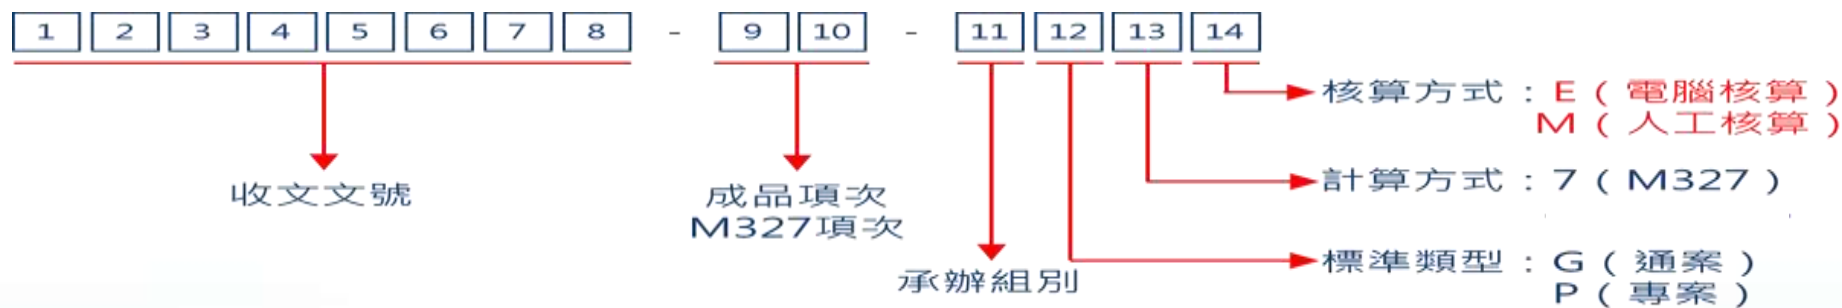 1 2 3 4 5 6 7 8 - 9 10 - 11 12 13 14
核算方式：E（電腦核算）
M（人工核算）
計算方式：7（M327）
收文文號
成品項次
M327項次
標準類型：G（通案）
P（專案）
承辦組別